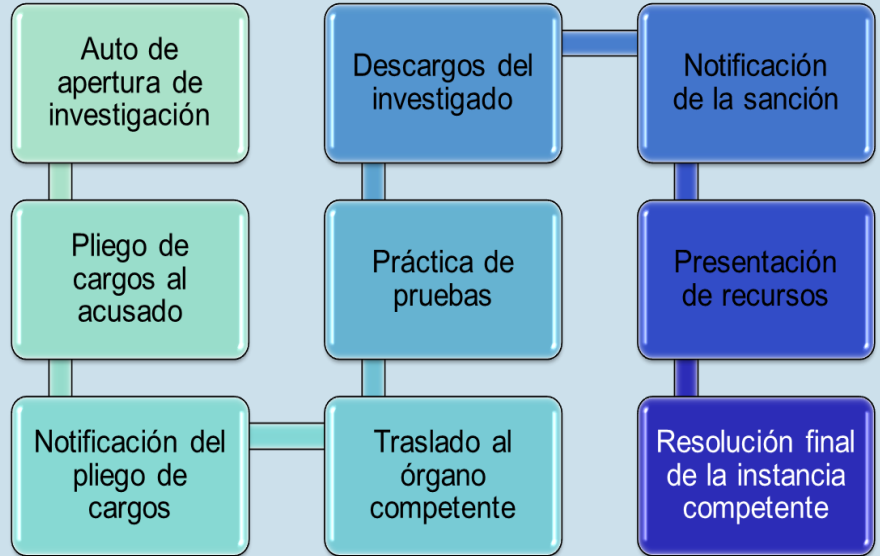 Auto de
apertura de
investigación
Pliego de
cargos al
acusado
Notificación del
pliego de
cargos
Traslado al
órgano
competente
Práctica de
pruebas
Descargos del
investigado
Notificación
de la sanción
Presentación
de recursos
Resolución final
de la instancia
competente